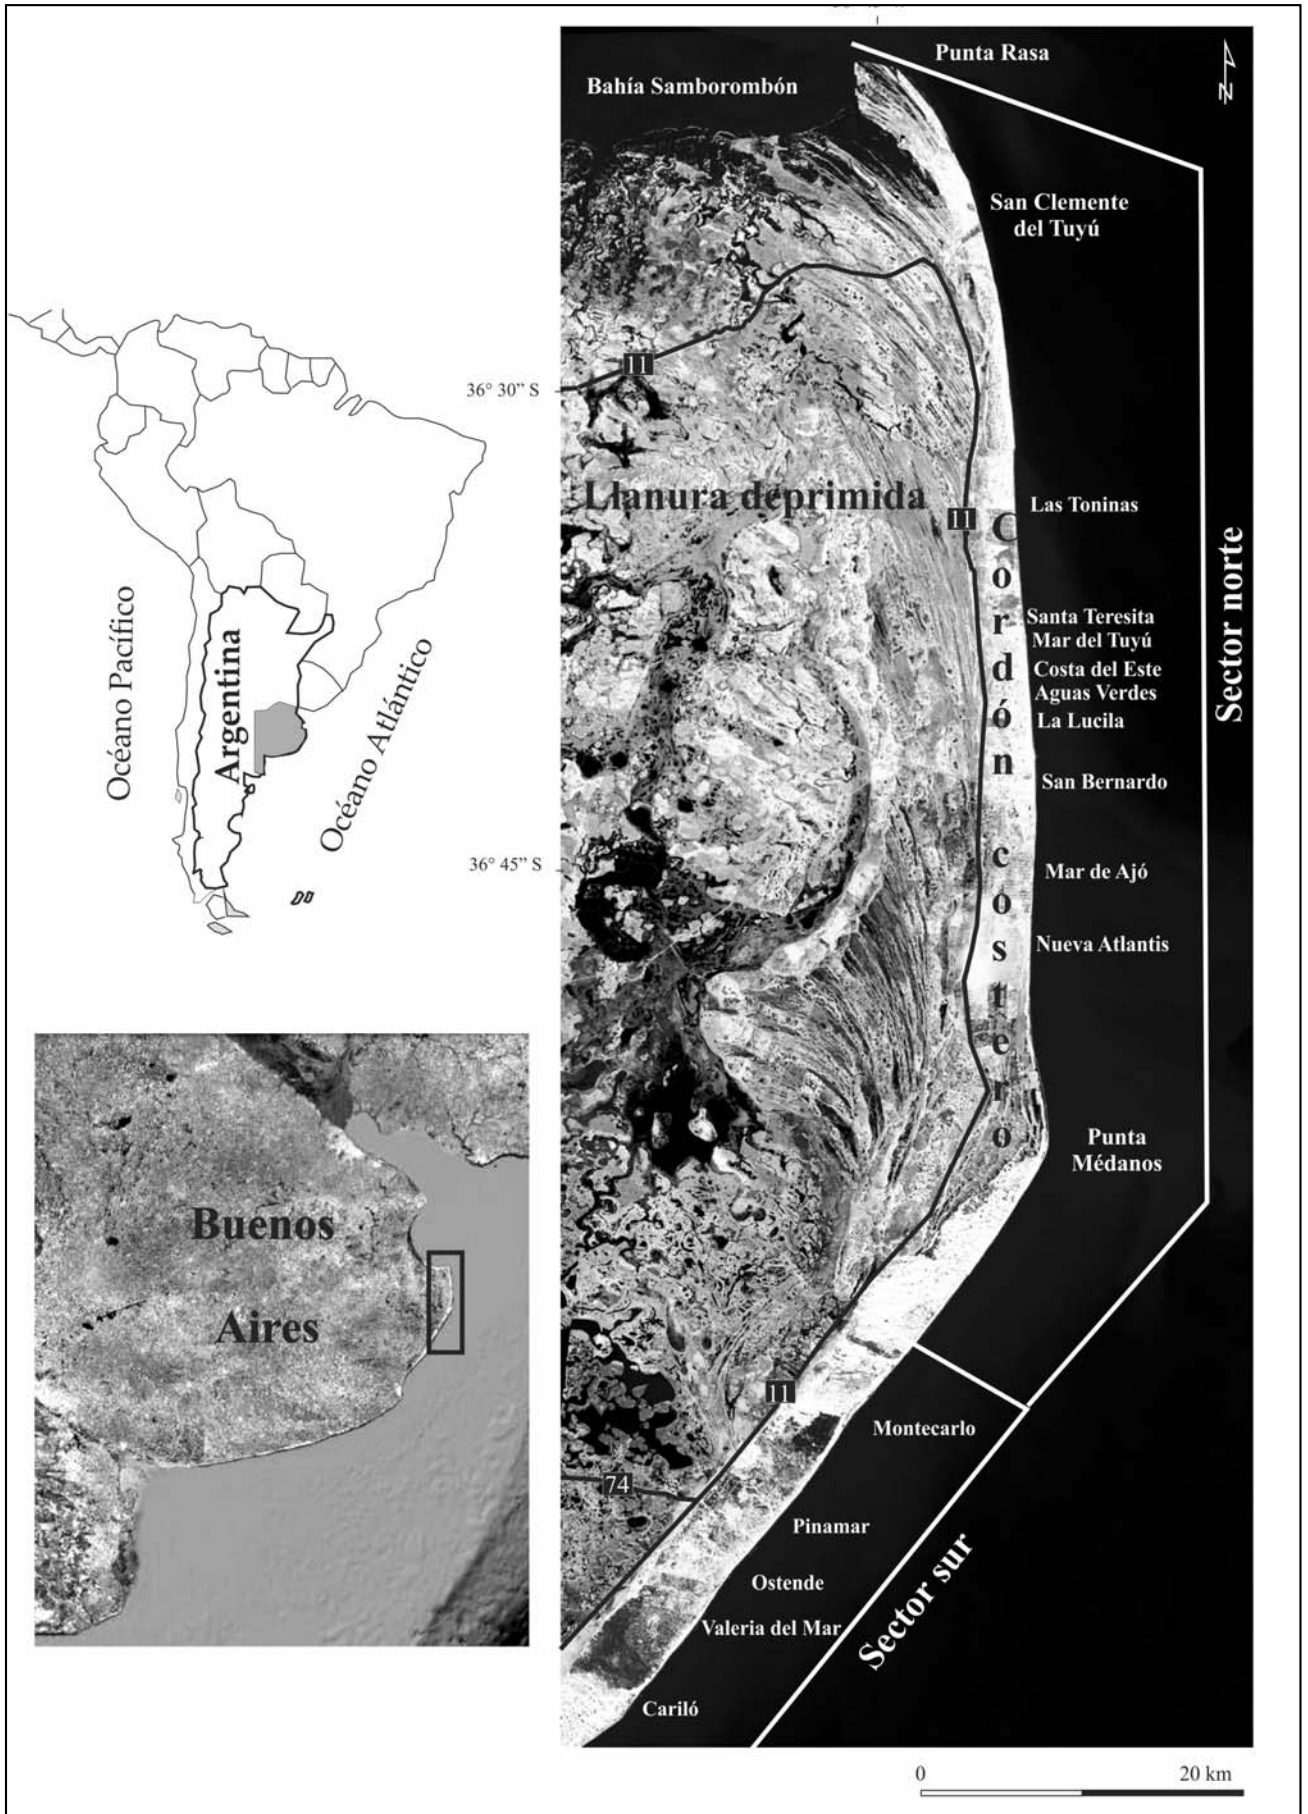 Punta Rasa
Bahía Samborombón
San Clemente
del Tuyú
11
36° 30” S
Llanura deprimida
Las Toninas
11
Cordón costero
Sector norte
Santa Teresita
Mar del Tuyú
Costa del Este
Aguas Verdes
La Lucila
San Bernardo
36° 45” S
Mar de Ajó
Nueva Atlantis
Punta
Médanos
11
Montecarlo
74
Pinamar
Ostende
Valeria del Mar
Sector sur
Cariló
0 20 km
N
Océano Pacífico
Argentina
Océano Atlántico
Buenos
Aires